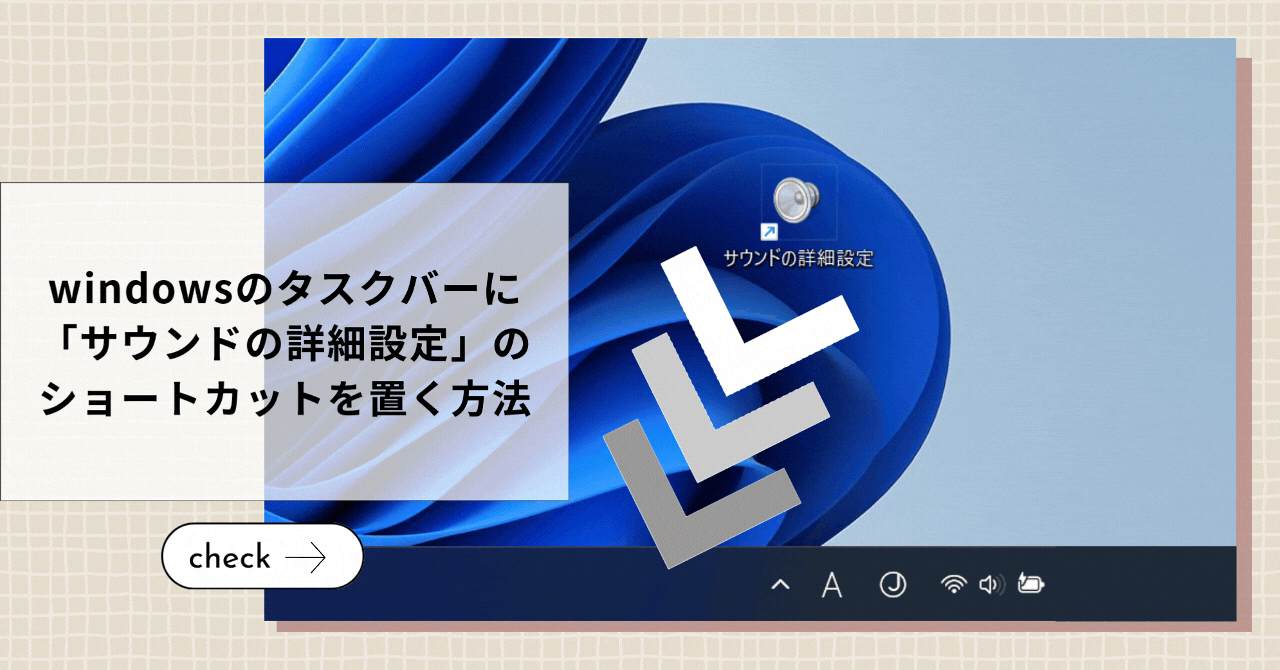 windowsのタスクバーに
「サウンドの詳細設定」の
ショートカットを置く方法
check
サウンドの詳細設定
A
J